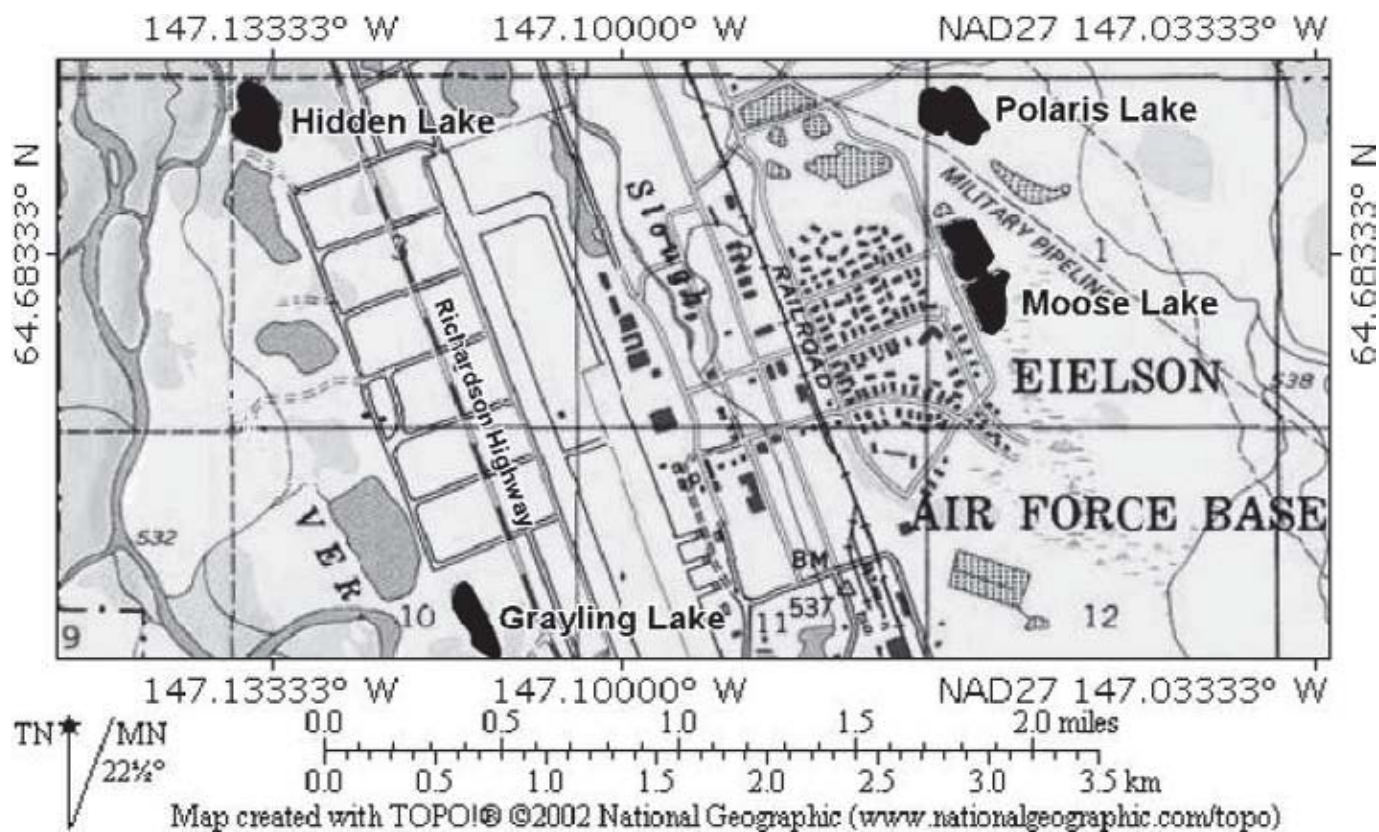 147.13333° W 147.10000° W NAD27 147.03333° W
Hidden Lake
Polaris Lake
64.68333° N
64.68333° N
Slough
MILITARY PIPELINE
1
RAILROAD
Moose Lake
Richardson Highway
EIELSON
538
AIR FORCE BASE
532
VER
BM
537
10
Grayling Lake
11
12
9
147.13333° W 147.10000° W NAD27 147.03333° W
TN MN
22½°
0.0 0.5 1.0 1.5 2.0 miles
0.0 0.5 1.0 1.5 2.0 2.5 3.0 3.5 km
Map created with TOPO!® ©2002 National Geographic (www.nationalgeographic.com/topo)